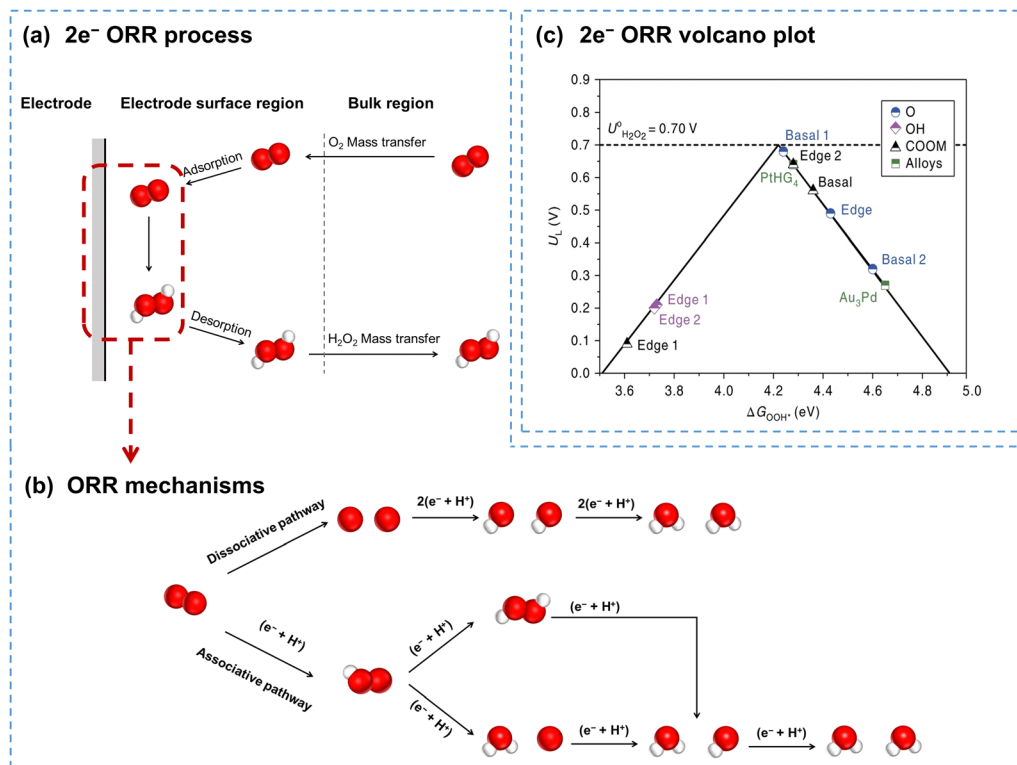 (a) 2e⁻ ORR process
Electrode
Electrode surface region
Bulk region
O₂ Mass transfer
Adsorption
Desorption
H₂O₂ Mass transfer
(c) 2e⁻ ORR volcano plot
U⁰H₂O₂ = 0.70 V
O
OH
COOM
Alloys
Basal 1
Edge 2
PtHG₄
Basal
Edge
Basal 2
Au₃Pd
Edge 1
Edge 2
Edge 1
0.9
0.8
0.7
0.6
0.5
0.4
0.3
0.2
0.1
0.0
U_L (V)
3.6
3.8
4.0
4.2
4.4
4.6
4.8
5.0
ΔG_OOH* (eV)
(b) ORR mechanisms
Dissociative pathway
2(e⁻ + H⁺)
2(e⁻ + H⁺)
(e⁻ + H⁺)
Associative pathway
(e⁻ + H⁺)
(e⁻ + H⁺)
(e⁻ + H⁺)
(e⁻ + H⁺)
(e⁻ + H⁺)